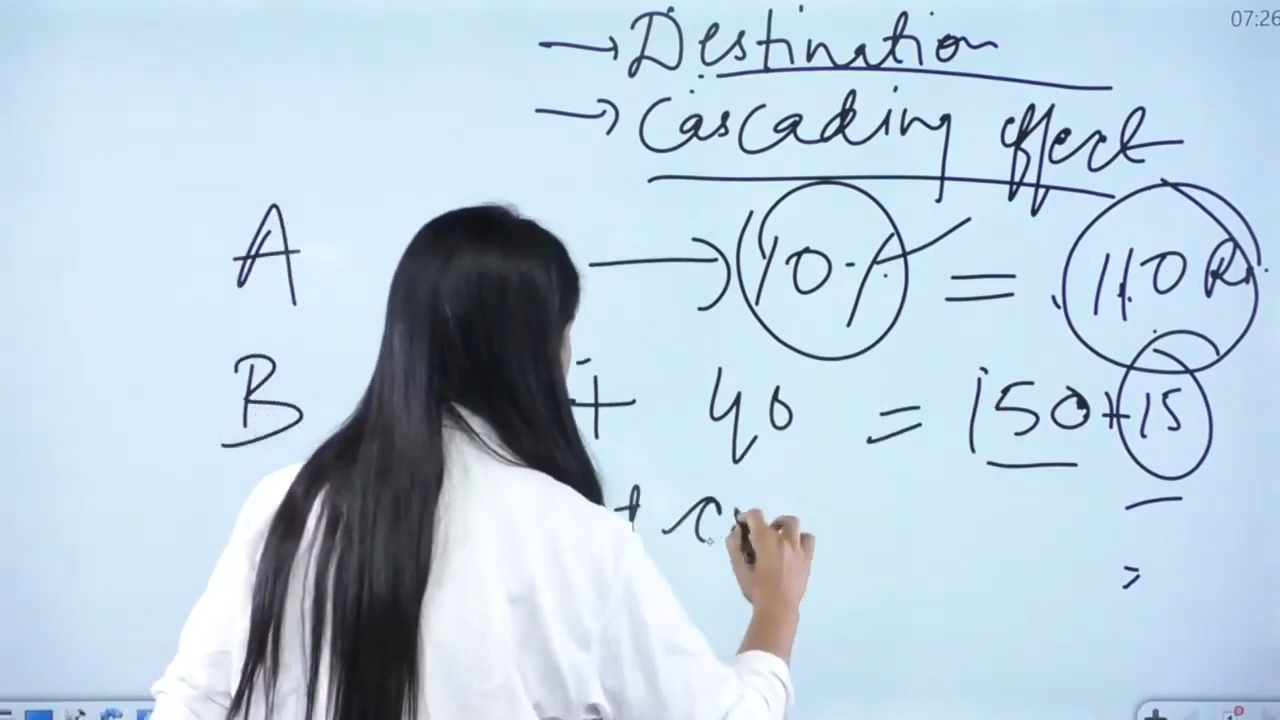 07:26
→ Destination
→ Cascading effect
A → 10% = 110 Rs
B + 40 = 150 + 15
+
=